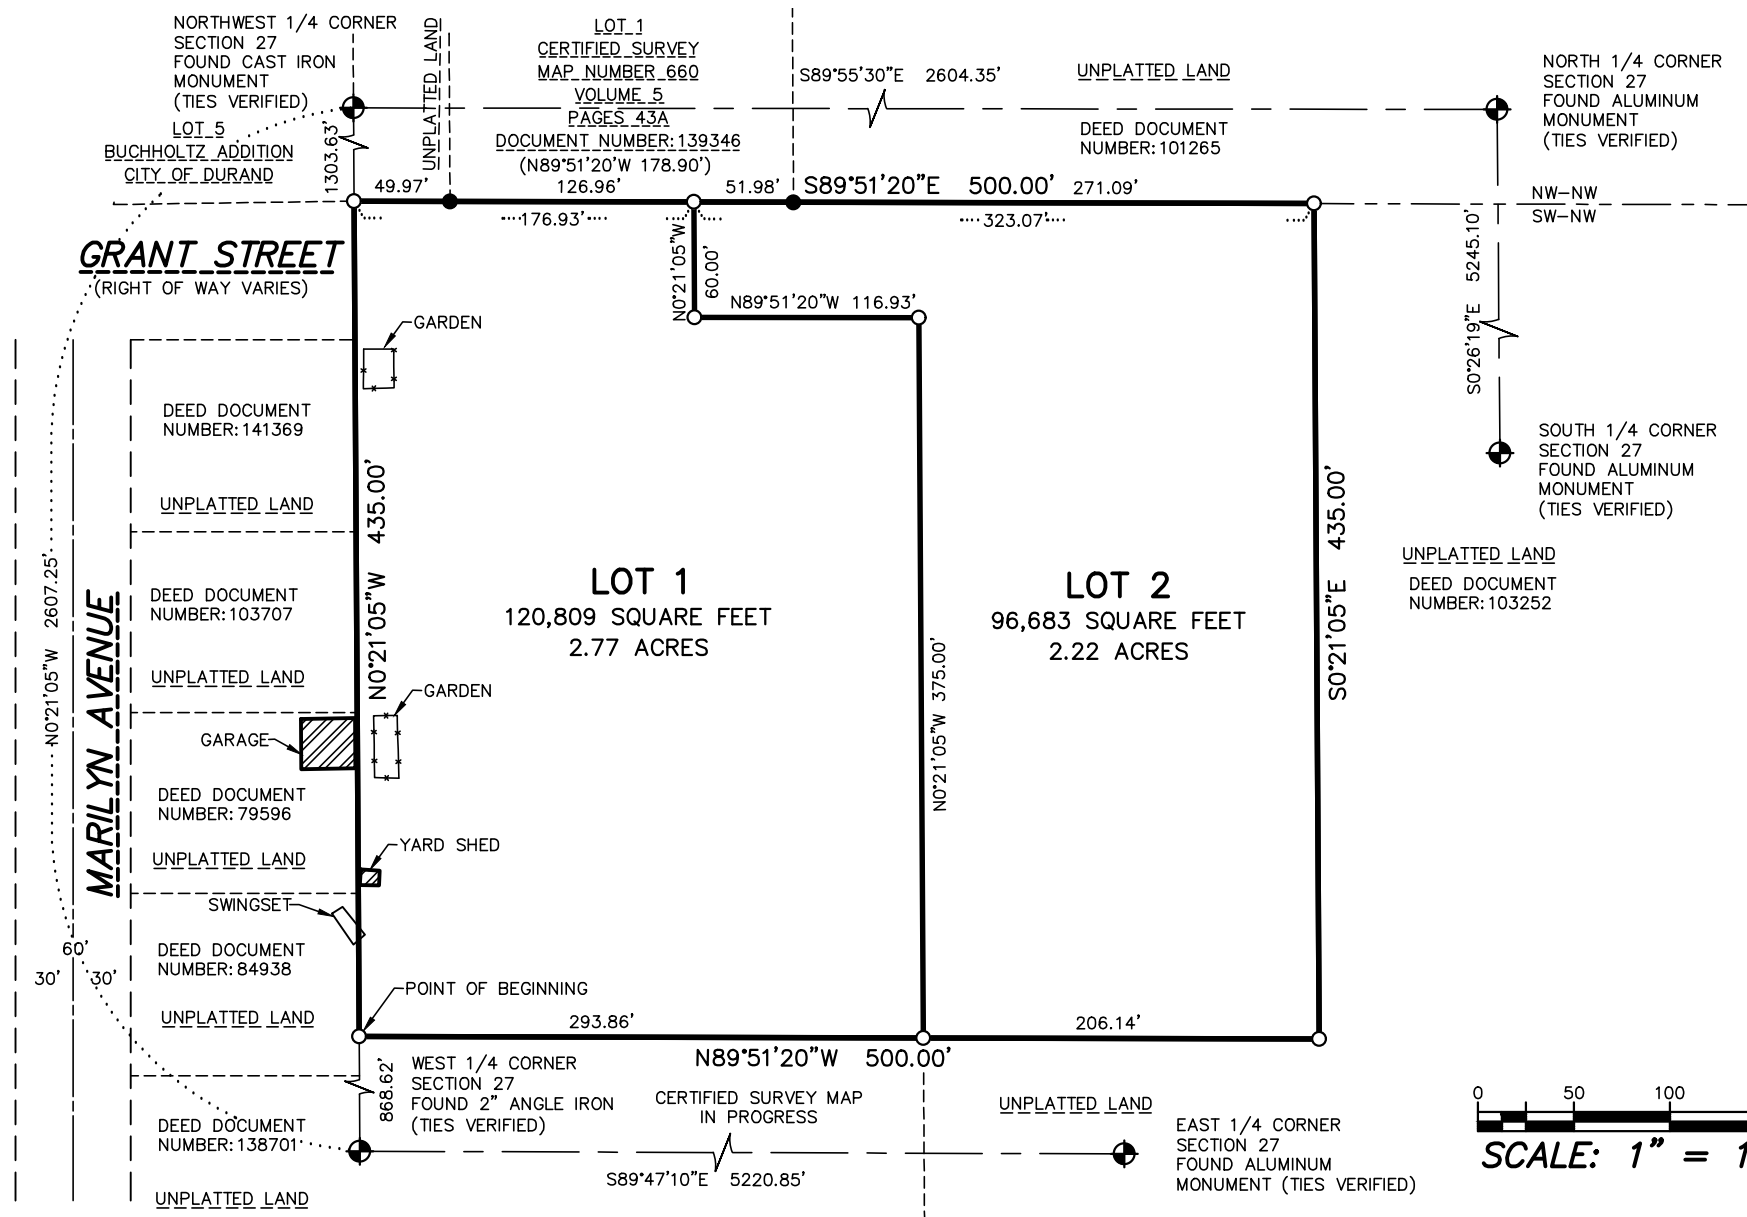 NORTHWEST 1/4 CORNER
SECTION 27
FOUND CAST IRON
MONUMENT
(TIES VERIFIED)
LOT 5
BUCHHOLTZ ADDITION
CITY OF DURAND
1303.63'
UNPLATTED LAND
LOT 1
CERTIFIED SURVEY
MAP NUMBER 660
VOLUME 5
PAGES 43A
DOCUMENT NUMBER:139346
(N89°51'20"W 178.90')
S89°55'30"E 2604.35'
UNPLATTED LAND
DEED DOCUMENT
NUMBER:101265
NORTH 1/4 CORNER
SECTION 27
FOUND ALUMINUM
MONUMENT
(TIES VERIFIED)
49.97'
126.96'
51.98'
S89°51'20"E 500.00'
271.09'
176.93'
323.07'
NW-NW
SW-NW
GRANT STREET
(RIGHT OF WAY VARIES)
N0°21'05"W
60.00'
N89°51'20"W 116.93'
S0°26'19"E 5245.10'
GARDEN
DEED DOCUMENT
NUMBER:141369
UNPLATTED LAND
N0°21'05"W 435.00'
SOUTH 1/4 CORNER
SECTION 27
FOUND ALUMINUM
MONUMENT
(TIES VERIFIED)
S0°21'05"E 435.00'
UNPLATTED LAND
DEED DOCUMENT
NUMBER:103252
N0°21'05"W 2607.25'
MARILYN AVENUE
DEED DOCUMENT
NUMBER:103707
UNPLATTED LAND
LOT 1
120,809 SQUARE FEET
2.77 ACRES
LOT 2
96,683 SQUARE FEET
2.22 ACRES
N0°21'05"W 375.00'
GARDEN
GARAGE
DEED DOCUMENT
NUMBER:79596
UNPLATTED LAND
YARD SHED
SWINGSET
DEED DOCUMENT
NUMBER:84938
60'
30'
30'
POINT OF BEGINNING
UNPLATTED LAND
293.86'
206.14'
N89°51'20"W 500.00'
868.62'
WEST 1/4 CORNER
SECTION 27
FOUND 2" ANGLE IRON
(TIES VERIFIED)
CERTIFIED SURVEY MAP
IN PROGRESS
UNPLATTED LAND
EAST 1/4 CORNER
SECTION 27
FOUND ALUMINUM
MONUMENT (TIES VERIFIED)
S89°47'10"E 5220.85'
DEED DOCUMENT
NUMBER:138701
UNPLATTED LAND
0 50 100
SCALE: 1" = 1